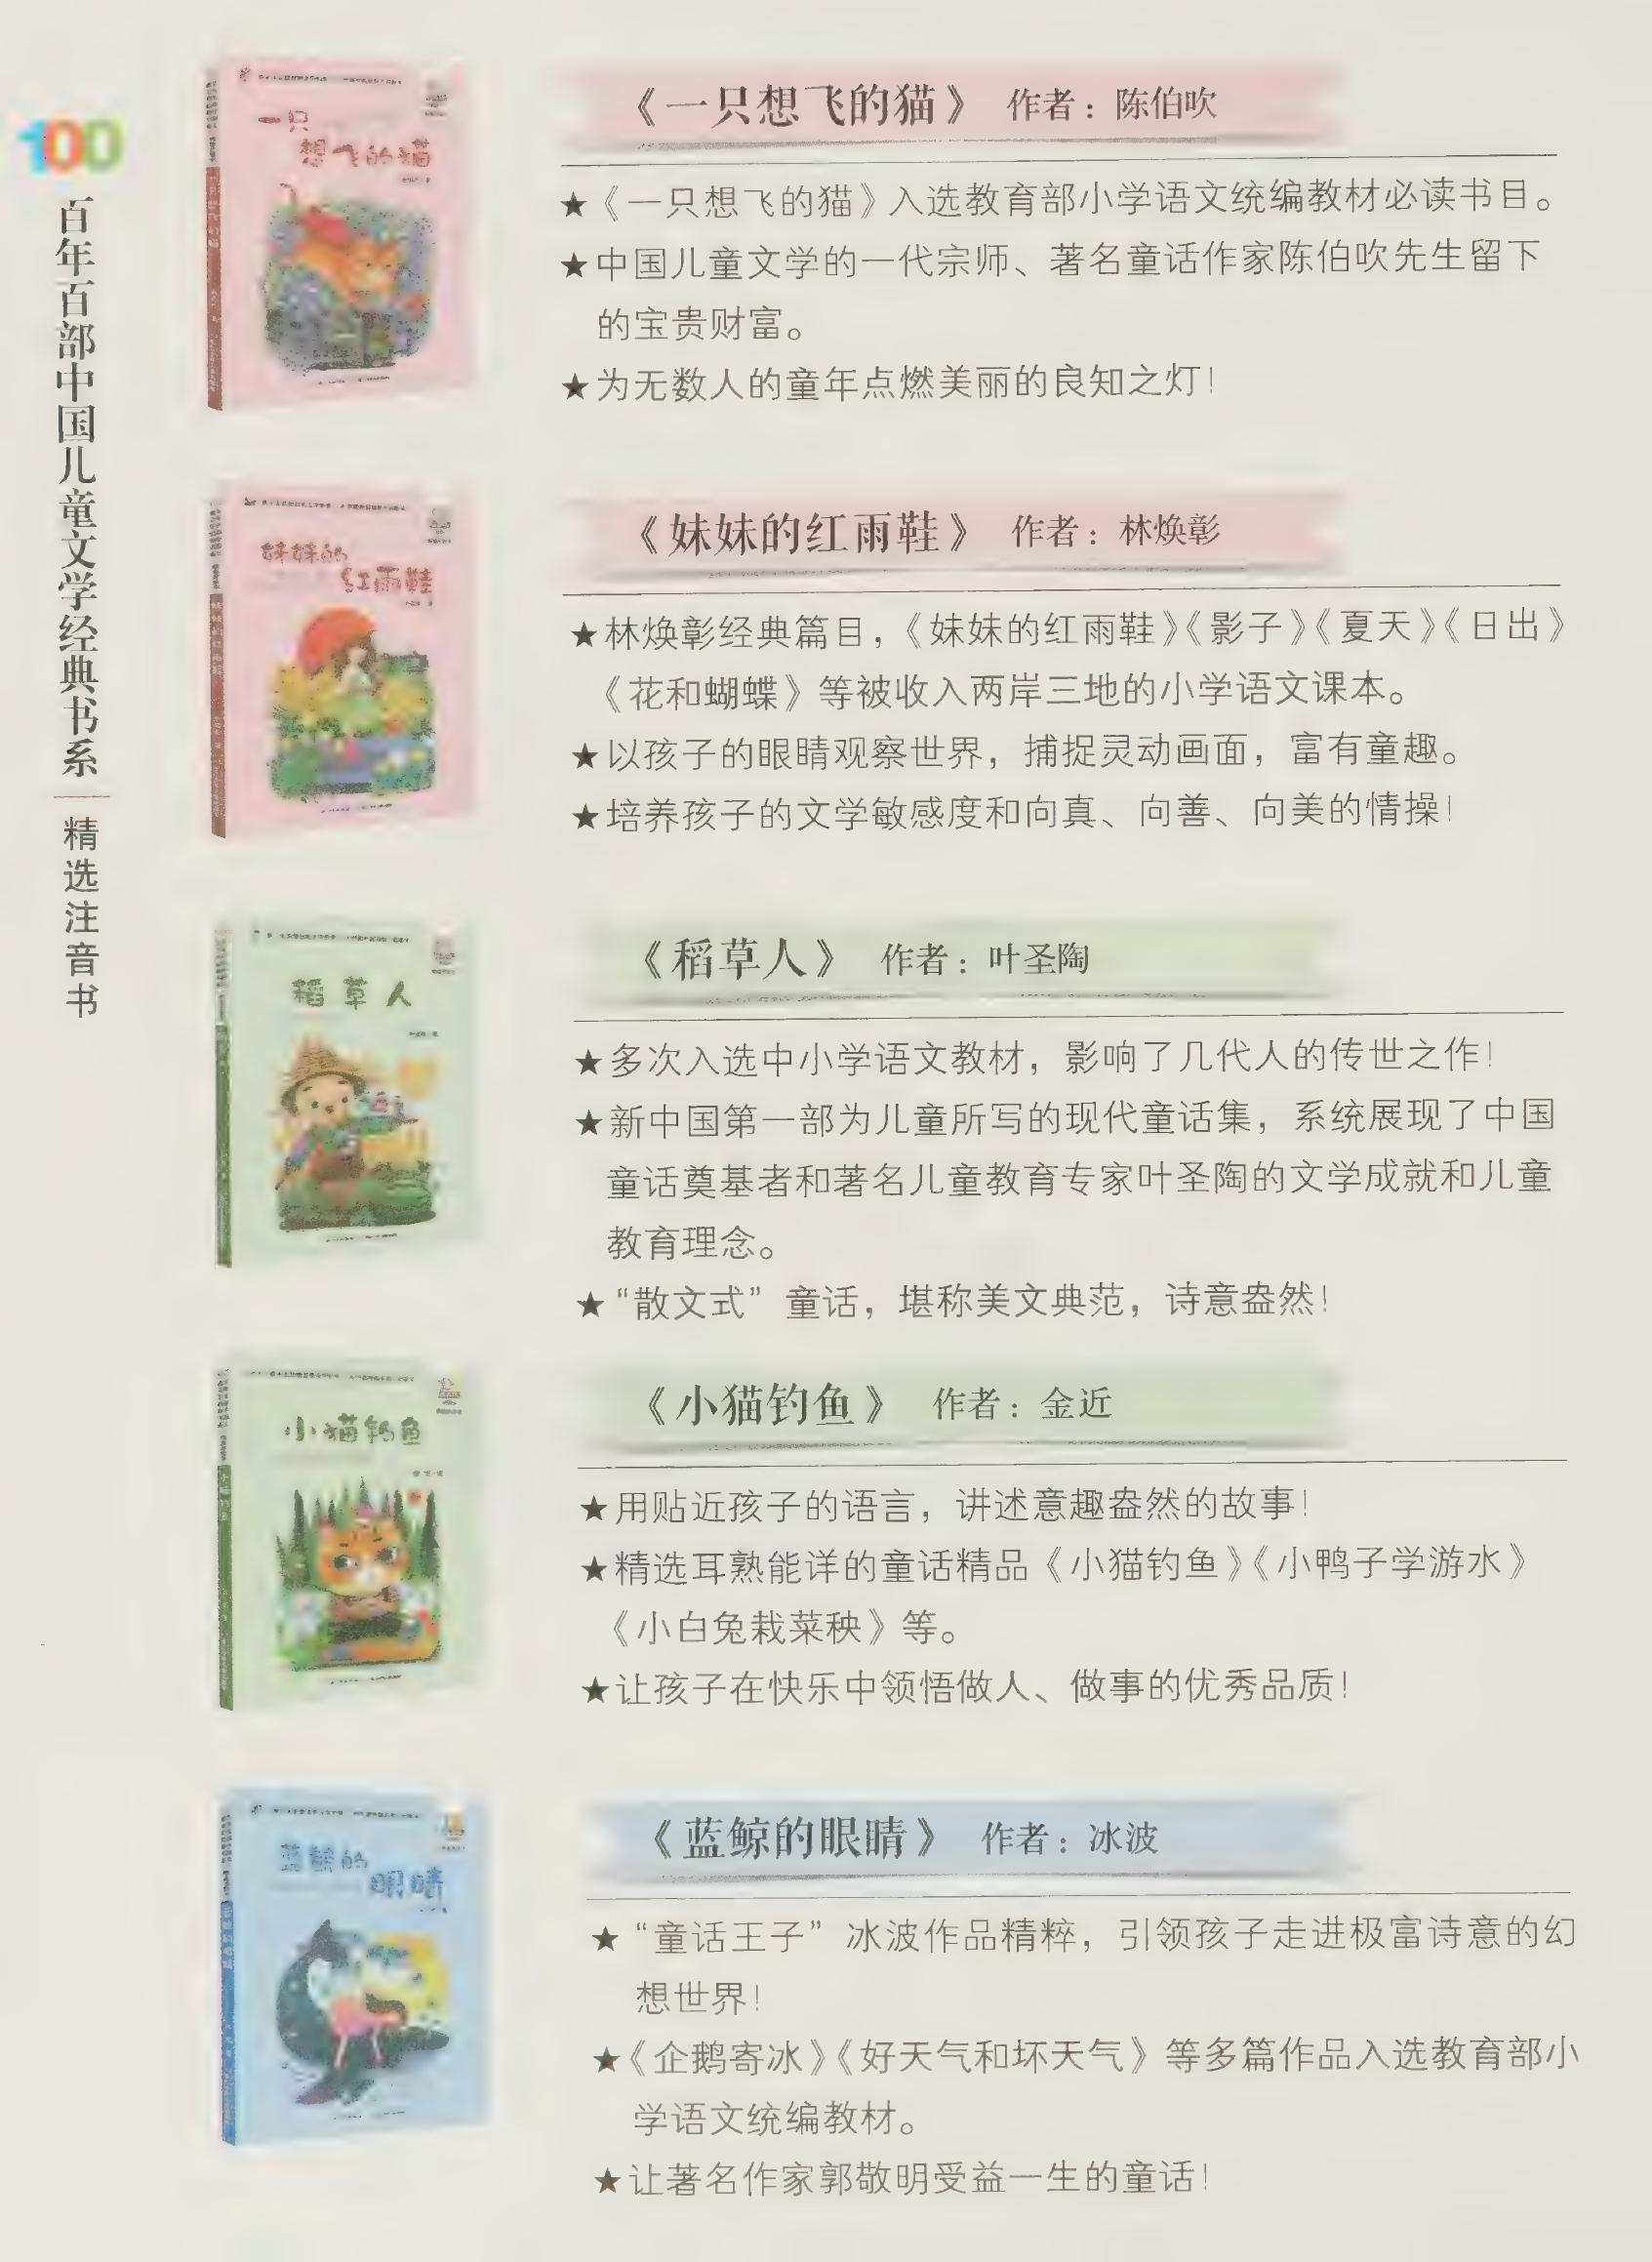 100
百年百部中国儿童文学经典书系
精选注音书
一只
想飞的猫
《一只想飞的猫》 作者：陈伯吹
★《一只想飞的猫》入选教育部小学语文统编教材必读书目。
★中国儿童文学的一代宗师、著名童话作家陈伯吹先生留下
的宝贵财富。
★为无数人的童年点燃美丽的良知之灯！
妹妹的
红雨鞋
《妹妹的红雨鞋》 作者：林焕彰
★林焕彰经典篇目，《妹妹的红雨鞋》《影子》《夏天》《日出》
《花和蝴蝶》等被收入两岸三地的小学语文课本。
★以孩子的眼睛观察世界，捕捉灵动画面，富有童趣。
★培养孩子的文学敏感度和向真、向善、向美的情操！
稻草人
《稻草人》 作者：叶圣陶
★多次入选中小学语文教材，影响了几代人的传世之作！
★新中国第一部为儿童所写的现代童话集，系统展现了中国
童话奠基者和著名儿童教育专家叶圣陶的文学成就和儿童
教育理念。
★“散文式”童话，堪称美文典范，诗意盎然！
小猫钓鱼
《小猫钓鱼》 作者：金近
★用贴近孩子的语言，讲述意趣盎然的故事！
★精选耳熟能详的童话精品《小猫钓鱼》《小鸭子学游水》
《小白兔栽菜秧》等。
★让孩子在快乐中领悟做人、做事的优秀品质！
蓝鲸的
眼睛
《蓝鲸的眼睛》 作者：冰波
★“童话王子”冰波作品精粹，引领孩子走进极富诗意的幻
想世界！
★《企鹅寄冰》《好天气和坏天气》等多篇作品入选教育部小
学语文统编教材。
★让著名作家郭敬明受益一生的童话！